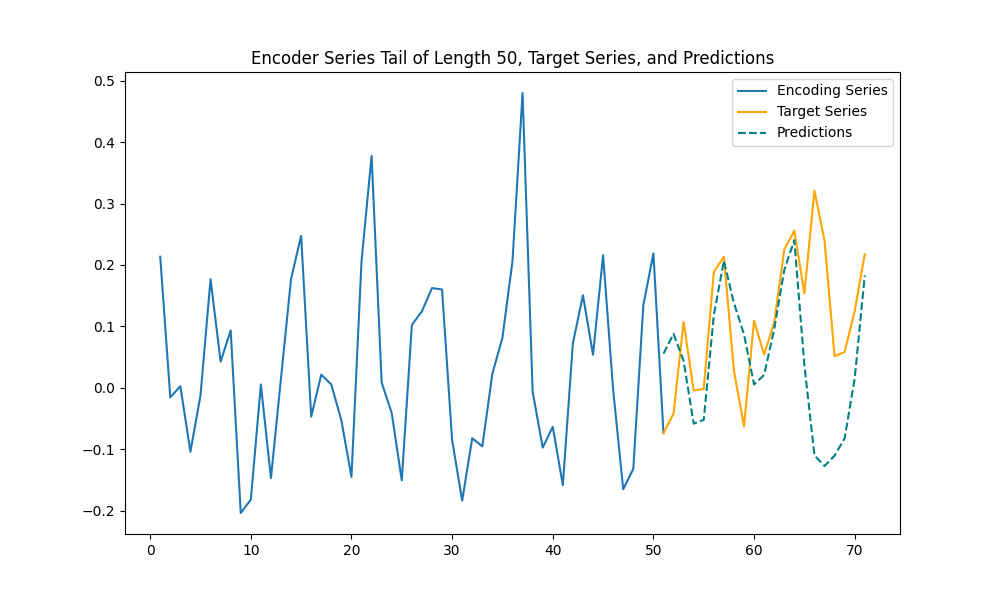 Encoder Series Tail of Length 50, Target Series, and Predictions
Encoding Series
Target Series
Predictions
0.5
0.4
0.3
0.2
0.1
0.0
−0.1
−0.2
0 10 20 30 40 50 60 70